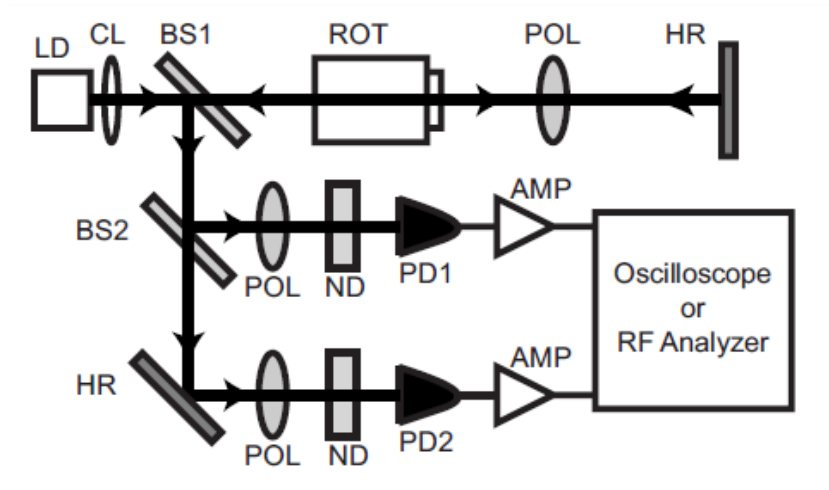 LD
CL
BS1
ROT
POL
HR
BS2
POL
ND
PD1
AMP
Oscilloscope
or
RF Analyzer
HR
POL
ND
PD2
AMP